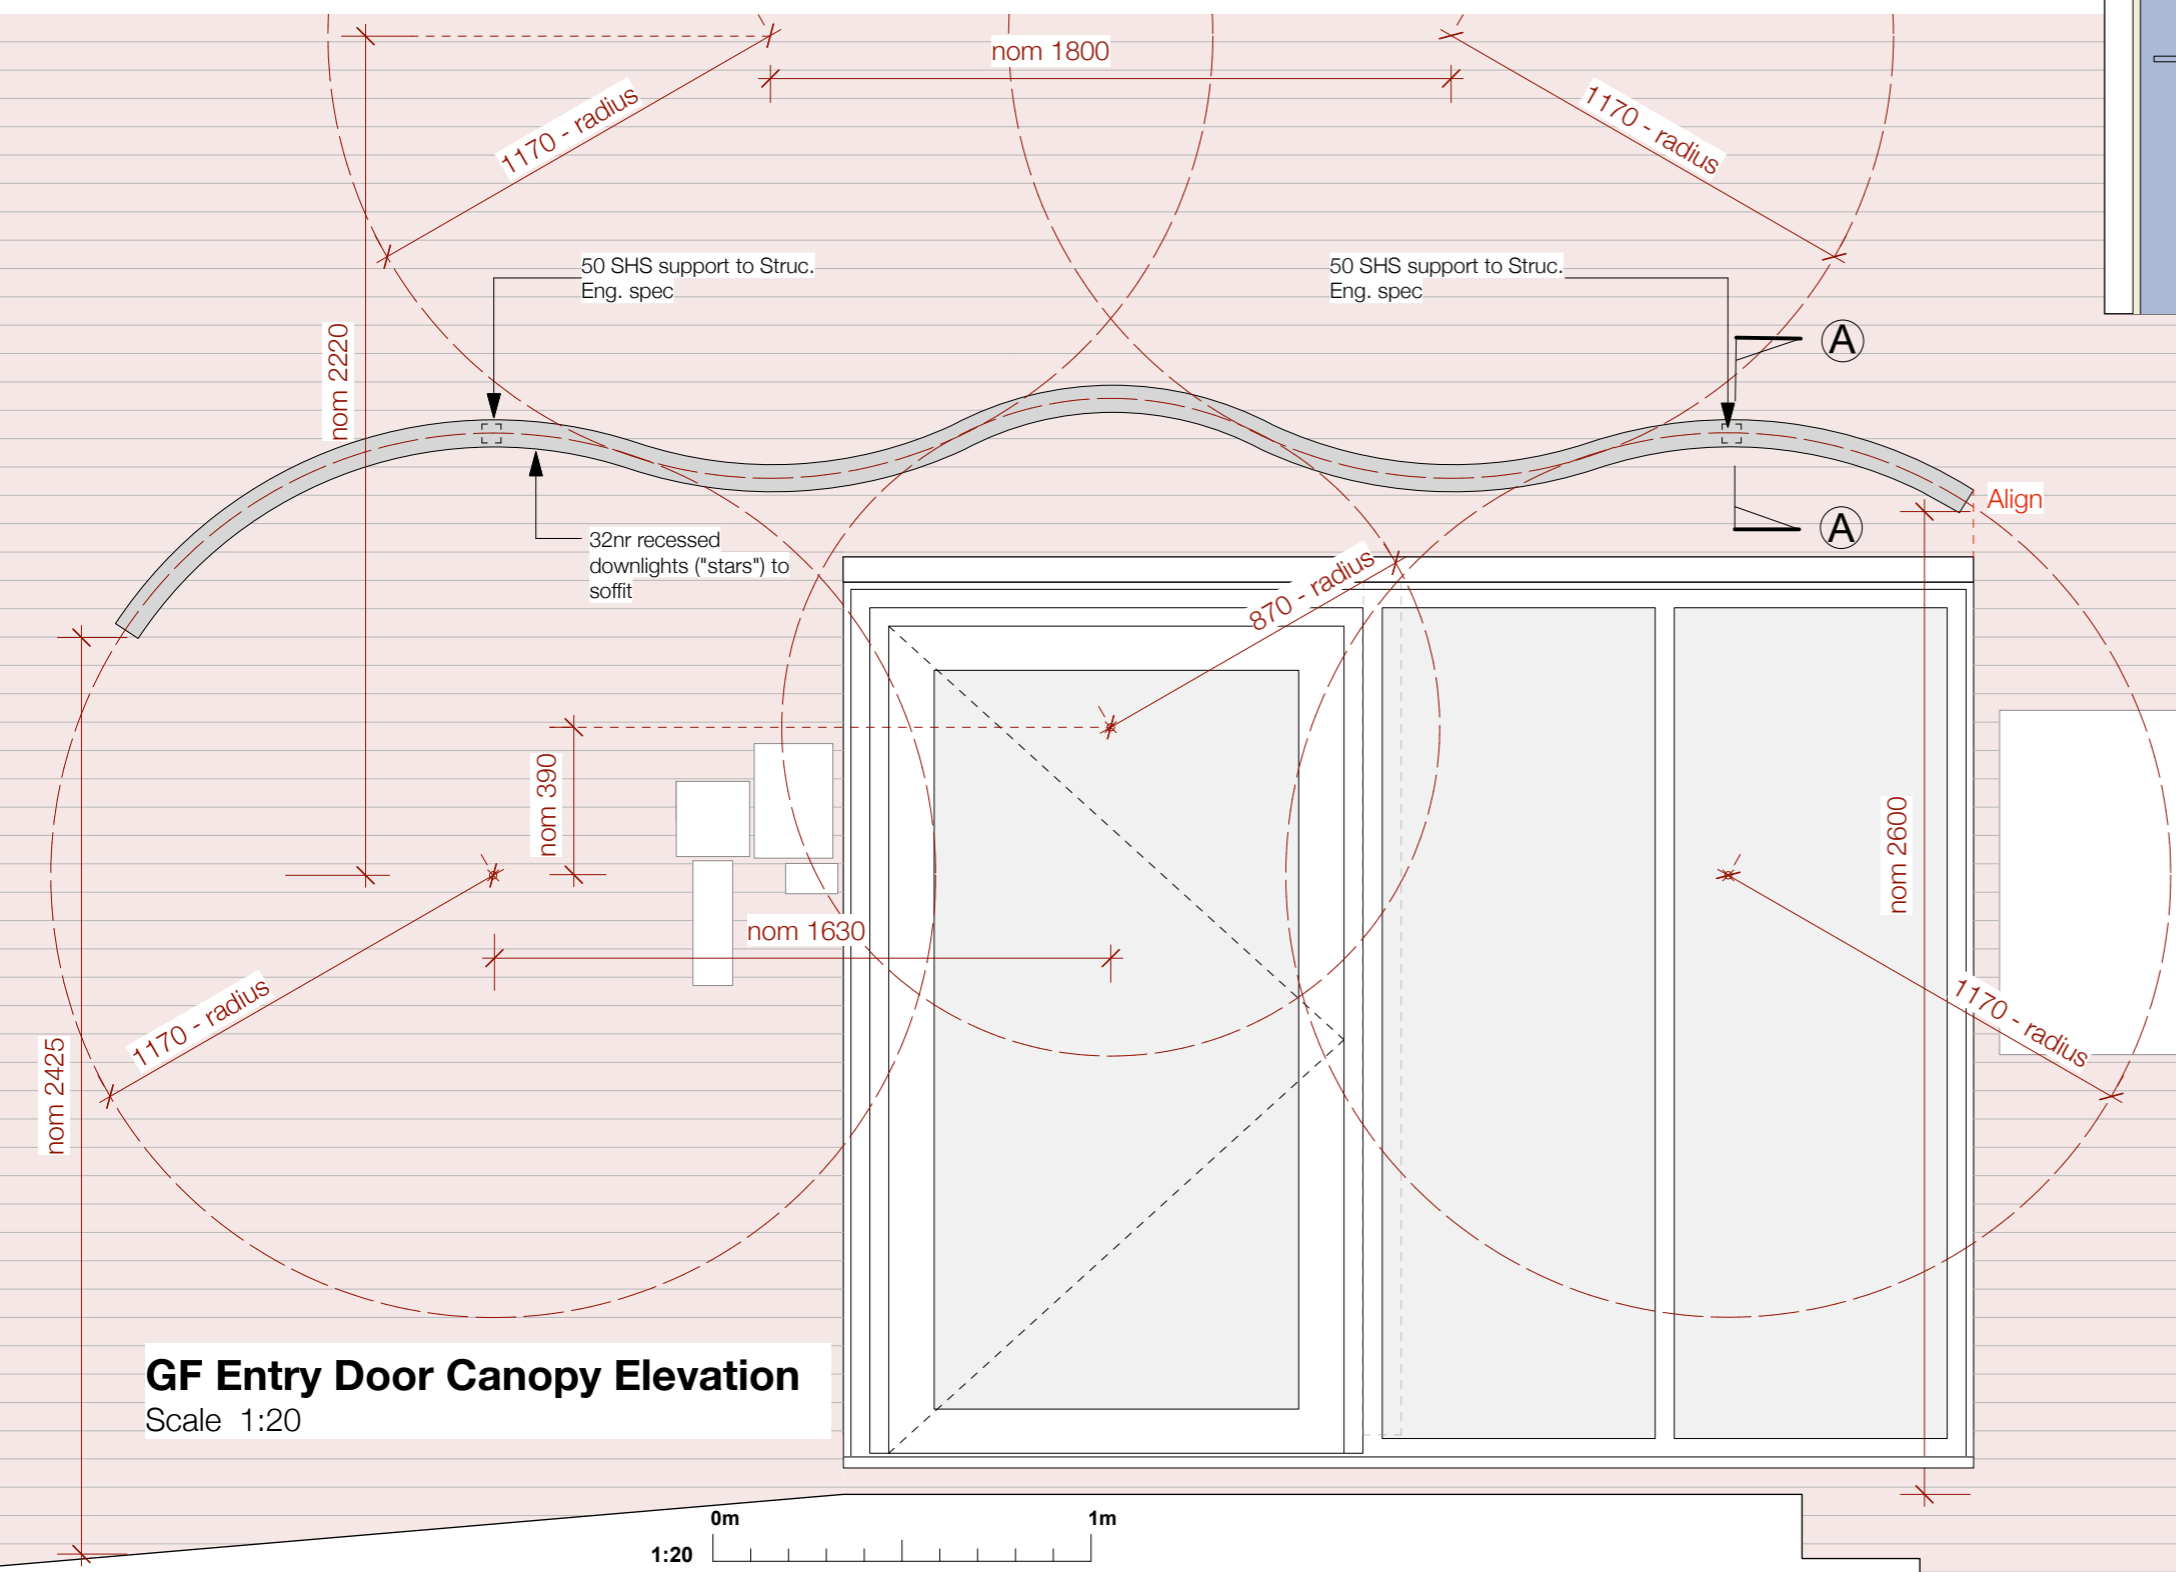 nom 1800
1170 - radius
1170 - radius
50 SHS support to Struc.
Eng. spec
50 SHS support to Struc.
Eng. spec
A
nom 2220
Align
A
32nr recessed
downlights ("stars") to
soffit
870 - radius
nom 390
nom 2600
nom 1630
1170 - radius
1170 - radius
nom 2425
GF Entry Door Canopy Elevation
Scale 1:20
0m
1m
1:20